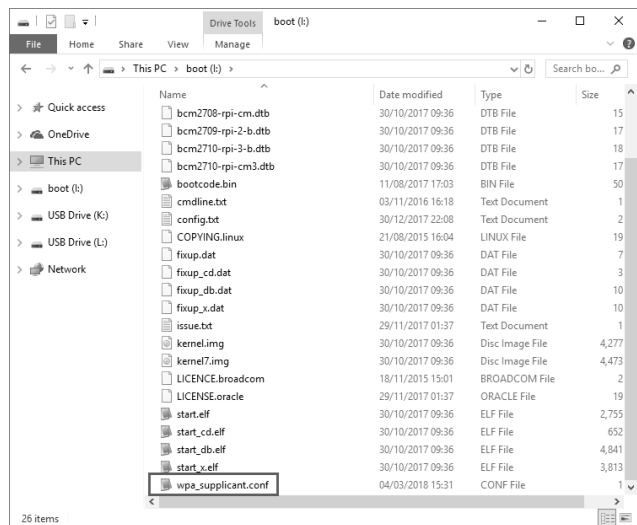 Drive Tools boot (I:)
File Home Share View Manage
This PC > boot (I:) >
Search bo...
Name Date modified Type Size
Quick access
OneDrive
This PC
boot (I:)
USB Drive (K:)
USB Drive (L:)
Network
bcm2708-rpi-cm.dtb 30/10/2017 09:36 DTB File 15
bcm2709-rpi-2-b.dtb 30/10/2017 09:36 DTB File 17
bcm2710-rpi-3-b.dtb 30/10/2017 09:36 DTB File 18
bcm2710-rpi-cm3.dtb 30/10/2017 09:36 DTB File 17
bootcode.bin 11/08/2017 17:03 BIN File 50
cmdline.txt 03/11/2016 16:18 Text Document 1
config.txt 30/12/2017 22:08 Text Document 2
COPYING.linux 21/08/2015 16:04 LINUX File 19
fixup.dat 30/10/2017 09:36 DAT File 7
fixup_cd.dat 30/10/2017 09:36 DAT File 3
fixup_db.dat 30/10/2017 09:36 DAT File 10
fixup_x.dat 30/10/2017 09:36 DAT File 10
issue.txt 29/11/2017 01:37 Text Document 1
kernel.img 30/10/2017 09:36 Disc Image File 4,277
kernel7.img 30/10/2017 09:36 Disc Image File 4,473
LICENCE.broadcom 18/11/2015 15:01 BROADCOM File 2
LICENSE.oracle 29/11/2017 01:37 ORACLE File 19
start.elf 30/10/2017 09:36 ELF File 2,755
start_cd.elf 30/10/2017 09:36 ELF File 652
start_db.elf 30/10/2017 09:36 ELF File 4,841
start_x.elf 30/10/2017 09:36 ELF File 3,813
wpa_supplicant.conf 04/03/2018 15:31 CONF File 1
26 items